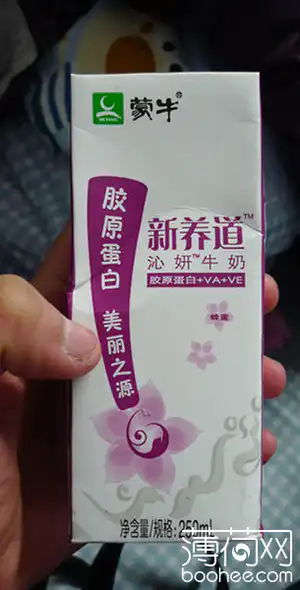 蒙牛®
新养道™
沁妍™牛奶
胶原蛋白+VA+VE
胶原蛋白 美丽之源
蜂蜜
净含量/规格: 250mL
薄荷网
boohee.com